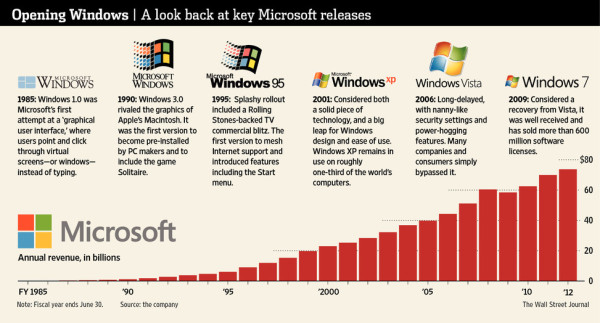 Opening Windows | A look back at key Microsoft releases
MICROSOFT
WINDOWS
MICROSOFT
WINDOWS
Microsoft
Windows 95
Microsoft
Windows xp
Windows Vista
Windows 7
1985: Windows 1.0 was
Microsoft's first
attempt at a 'graphical
user interface,' where
users point and click
through virtual
screens—or windows—
instead of typing.
1990: Windows 3.0
rivaled the graphics of
Apple's Macintosh. It
was the first version to
become pre-installed
by PC makers and to
include the game
Solitaire.
1995: Splashy rollout
included a Rolling
Stones-backed TV
commercial blitz. The
first version to mesh
Internet support and
introduced features
including the Start
menu.
2001: Considered both
a solid piece of
technology, and a big
leap for Windows
design and ease of use.
Windows XP remains in
use on roughly
one-third of the world's
computers.
2006: Long-delayed,
with nanny-like
security settings and
power-hogging
features. Many
companies and
consumers simply
bypassed it.
2009: Considered a
recovery from Vista, it
was well received and
has sold more than 600
million software
licenses.
Microsoft
Annual revenue, in billions
$80
60
40
20
0
FY 1985
'90
'95
'2000
'05
'10
'12
Note: Fiscal year ends June 30.
Source: the company
The Wall Street Journal